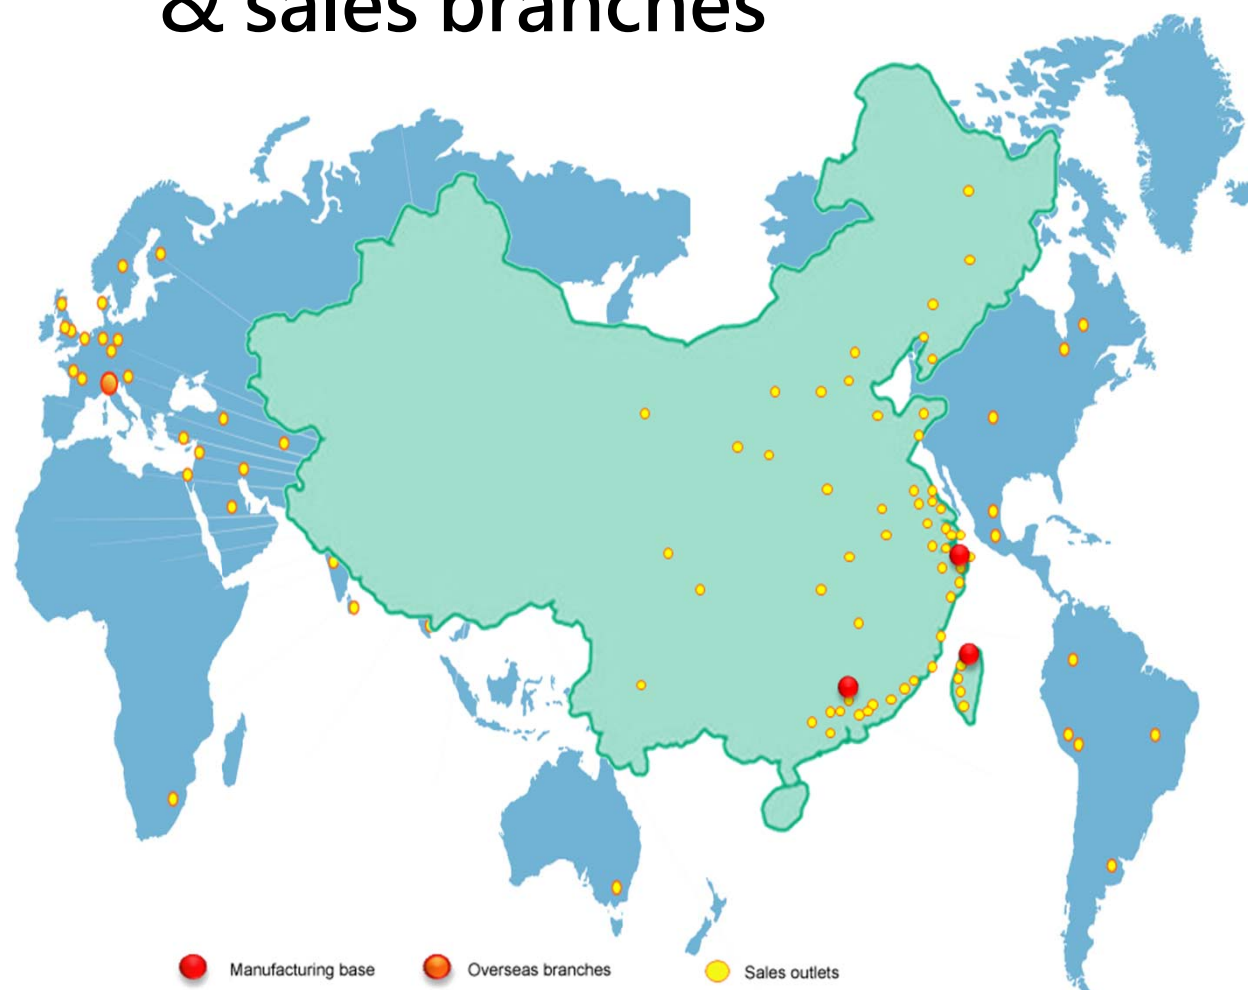 & sales branches
Manufacturing base
Overseas branches
Sales outlets